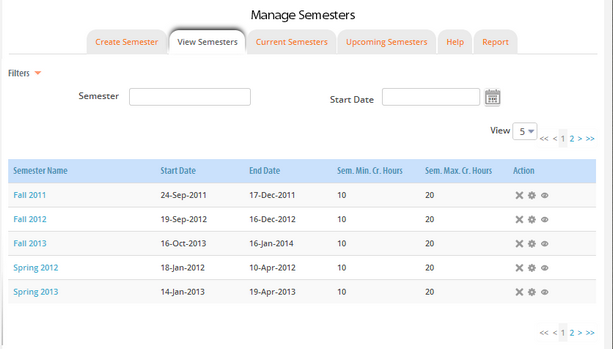 Manage Semesters
Create Semester View Semesters Current Semesters Upcoming Semesters Help Report
Filters
Semester Start Date
View 5 << < 1 2 > >>
Semester Name Start Date End Date Sem. Min. Cr. Hours Sem. Max. Cr. Hours Action
Fall 2011 24-Sep-2011 17-Dec-2011 10 20
Fall 2012 19-Sep-2012 16-Dec-2012 10 20
Fall 2013 16-Oct-2013 16-Jan-2014 10 20
Spring 2012 18-Jan-2012 10-Apr-2012 10 20
Spring 2013 14-Jan-2013 19-Apr-2013 10 20
<< < 1 2 > >>